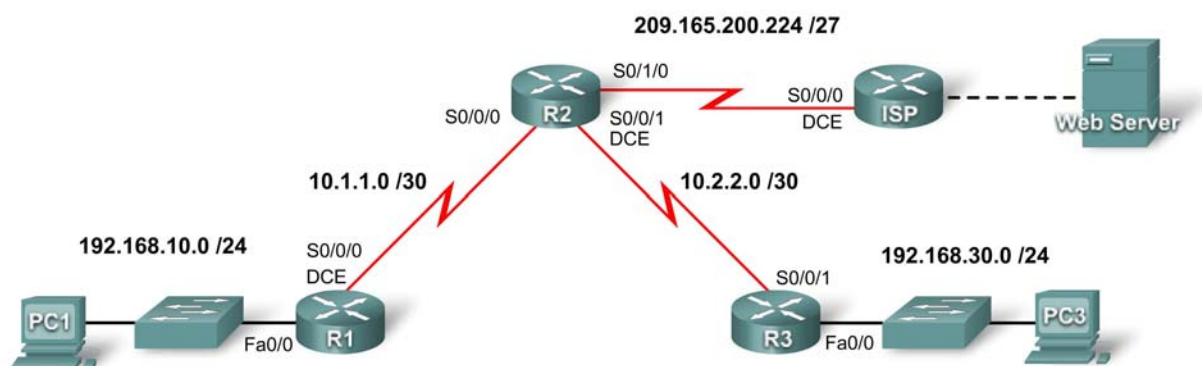 209.165.200.224 /27
S0/1/0
S0/0/0
DCE
ISP
Web Server
S0/0/0
R2
S0/0/1
DCE
10.1.1.0 /30
10.2.2.0 /30
192.168.10.0 /24
S0/0/0
DCE
PC1
Fa0/0
R1
192.168.30.0 /24
S0/0/1
R3
Fa0/0
PC3